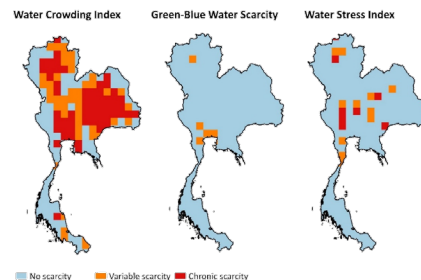 Water Crowding Index
Green-Blue Water Scarcity
Water Stress Index
No scarcity
Variable scarcity
Chronic scarcity